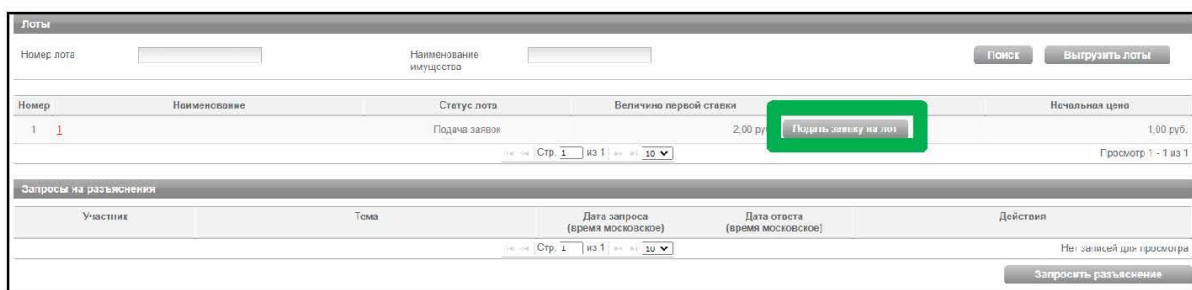 Лоты
Номер лота Наименование имущества Поиск Выгрузить лоты
Номер Наименование Статус лота Величина первой ставки Начальная цена
1 1 Подача заявок 2,00 ру Подать заявку на лот 1,00 руб.
Стр. 1 из 1 10 Просмотр 1 - 1 из 1
Запросы на разъяснения
Участник Тема Дата запроса (время московское) Дата ответа (время московское) Действия
Стр. 1 из 1 10 Нет записей для просмотра
Запросить разъяснение